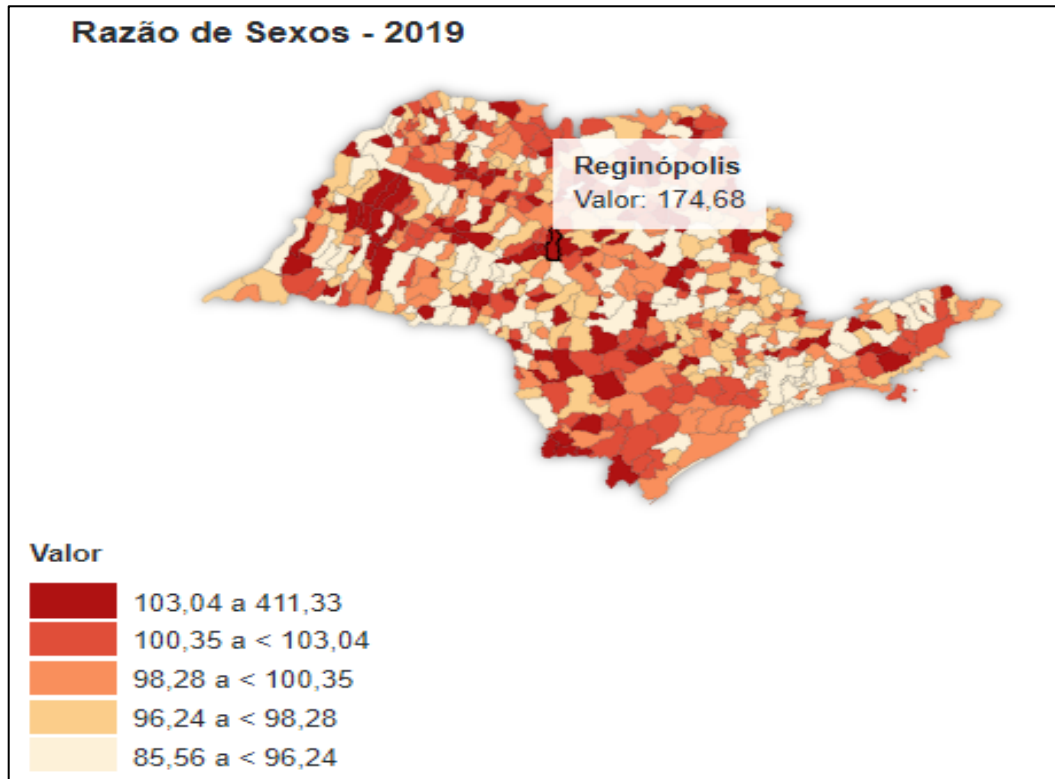 Razão de Sexos - 2019
Reginópolis
Valor: 174,68
Valor
103,04 a 411,33
100,35 a < 103,04
98,28 a < 100,35
96,24 a < 98,28
85,56 a < 96,24